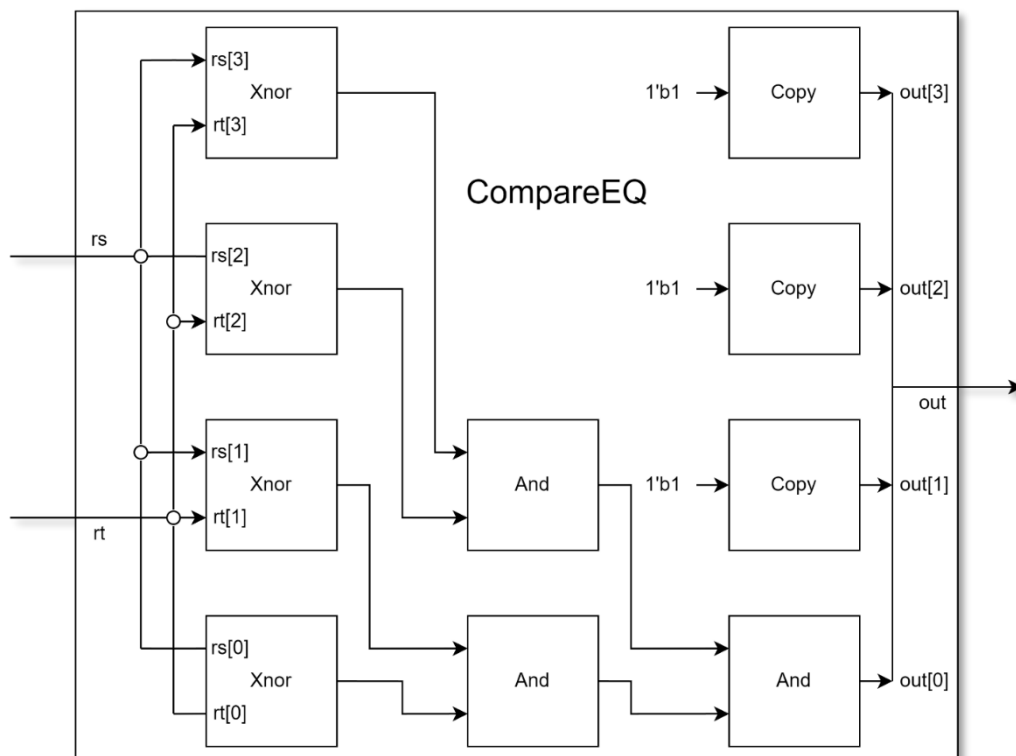 rs[3]
Xnor
rt[3]
1'b1
Copy
out[3]
CompareEQ
rs
rs[2]
Xnor
rt[2]
1'b1
Copy
out[2]
out
rs[1]
Xnor
rt[1]
rt
And
1'b1
Copy
out[1]
rs[0]
Xnor
rt[0]
And
And
out[0]